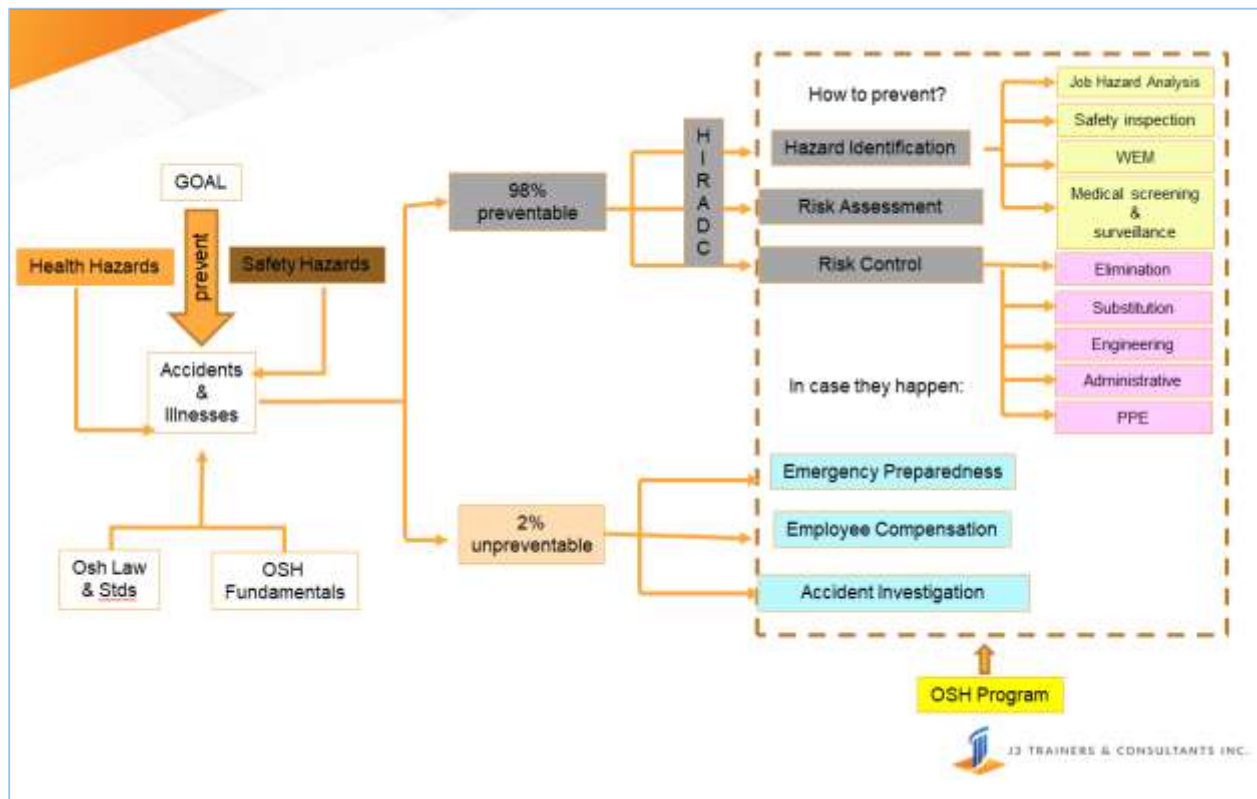 GOAL
prevent
Health Hazards
Safety Hazards
Accidents
&
Illnesses
Osh Law
& Stds
OSH
Fundamentals
98%
preventable
2%
unpreventable
HIRADC
How to prevent?
Hazard Identification
Risk Assessment
Risk Control
Job Hazard Analysis
Safety inspection
WEM
Medical screening
&
surveillance
Elimination
Substitution
Engineering
Administrative
PPE
In case they happen:
Emergency Preparedness
Employee Compensation
Accident Investigation
OSH Program
J3 TRAINERS & CONSULTANTS INC.